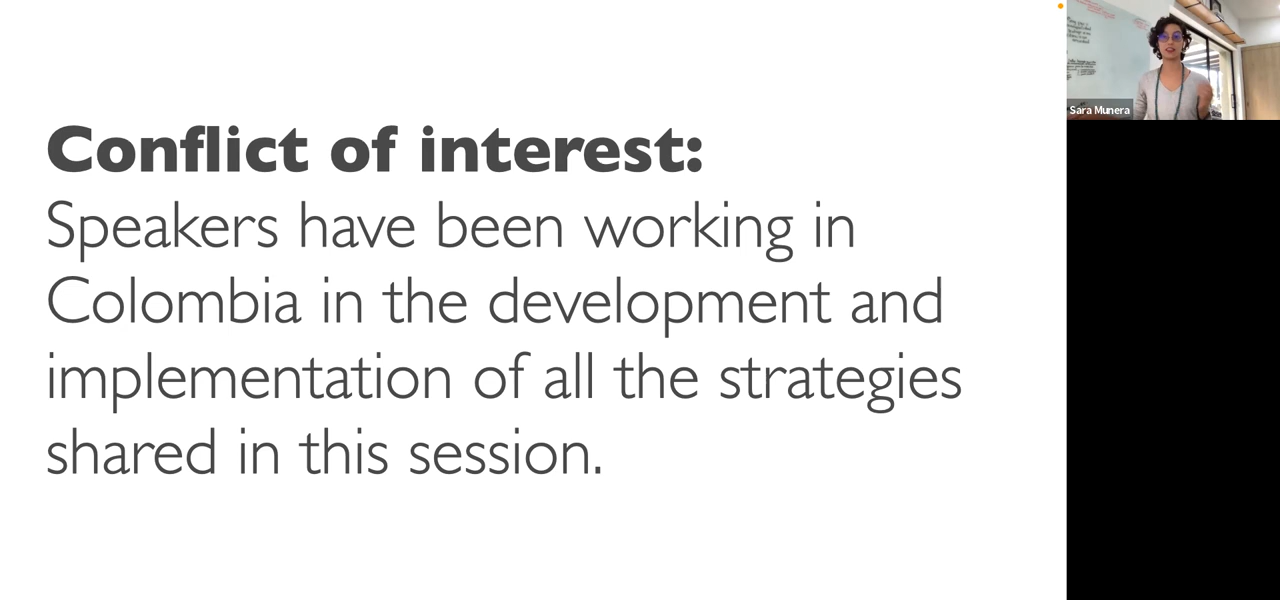 Conflict of interest:
Speakers have been working in
Colombia in the development and
implementation of all the strategies
shared in this session.
Sara Munera